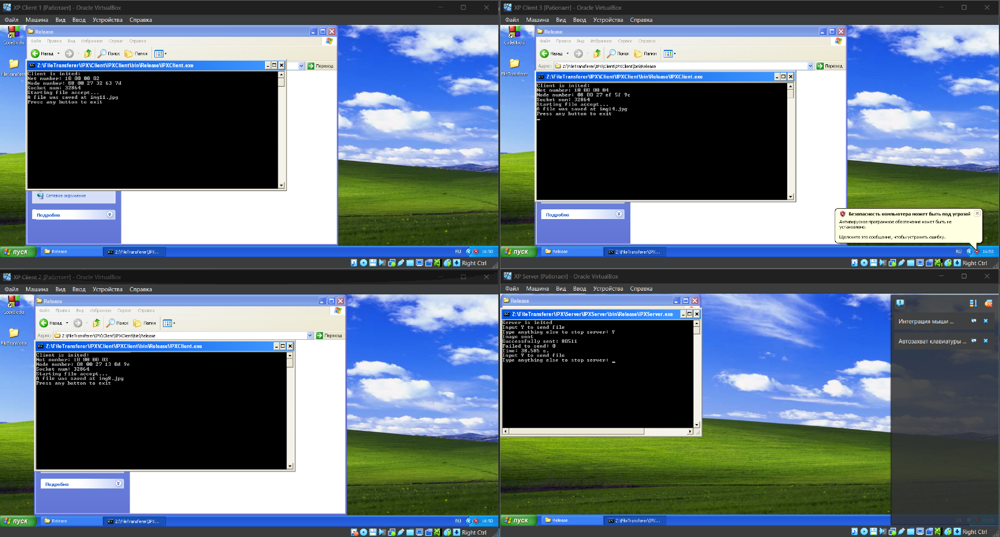 XP Client 1 [Работает] - Oracle VirtualBox
Файл Машина Вид Ввод Устройства Справка
CodeBlocks
FileTransferer
Release
Файл Правка Вид Избранное Сервис Справка
Назад Поиск Папки
Переход
Z:\FileTransferer\IPX\Client\IPXClient\bin\Release\IPXClient.exe
Client is inited:
Net number: 10 00 00 02
Node number: 08 00 27 32 63 7d
Socket num: 32864
Starting file accept...
A file was saved at img11.jpg
Press any button to exit
Сетевое окружение
Подробно
пуск Release Z:\FileTransferer\IPX... RU 16:50
Right Ctrl
XP Client 3 [Работает] - Oracle VirtualBox
Файл Машина Вид Ввод Устройства Справка
CodeBlocks
FileTransferer
Release
Файл Правка Вид Избранное Сервис Справка
Назад Поиск Папки
Адрес: Z:\FileTransferer\IPX\Client\IPXClient\bin\Release Переход
Z:\FileTransferer\IPX\Client\IPXClient\bin\Release\IPXClient.exe
Client is inited:
Net number: 10 00 00 04
Node number: 08 00 27 ef 5f 9c
Socket num: 32864
Starting file accept...
A file was saved at img14.jpg
Press any button to exit
Подробно
Безопасность компьютера может быть под угрозой
Антивирусное программное обеспечение может быть не
установлено.
Щелкните это сообщение, чтобы устранить ошибку.
пуск Release Z:\FileTransferer\IPX... RU 16:50
Right Ctrl
XP Client 2 [Работает] - Oracle VirtualBox
Файл Машина Вид Ввод Устройства Справка
CodeBlocks
FileTransferer
Release
Файл Правка Вид Избранное Сервис Справка
Назад Поиск Папки
Адрес: Z:\FileTransferer\IPX\Client\IPXClient\bin\Release Переход
Z:\FileTransferer\IPX\Client\IPXClient\bin\Release\IPXClient.exe
Client is inited:
Net number: 10 00 00 03
Node number: 08 00 27 13 0d 9e
Socket num: 32864
Starting file accept...
A file was saved at img8.jpg
Press any button to exit
Подробно
пуск Release Z:\FileTransferer\IPX... RU 16:50
Right Ctrl
XP Server [Работает] - Oracle VirtualBox
Файл Машина Вид Ввод Устройства Справка
Release
Z:\FileTransferer\IPX\Server\IPXServer\bin\Release\IPXServer.exe
Server is inited
Input Y to send file
Type anything else to stop server: Y
Image sent
Successfully sent: 80511
Failed to send: 0
Time: 38.585 s.
Input Y to send file
Type anything else to stop server: _
Интеграция мыши ...
Автозахват клавиатуры ...
пуск Release Z:\FileTransferer\IPX...
Right Ctrl